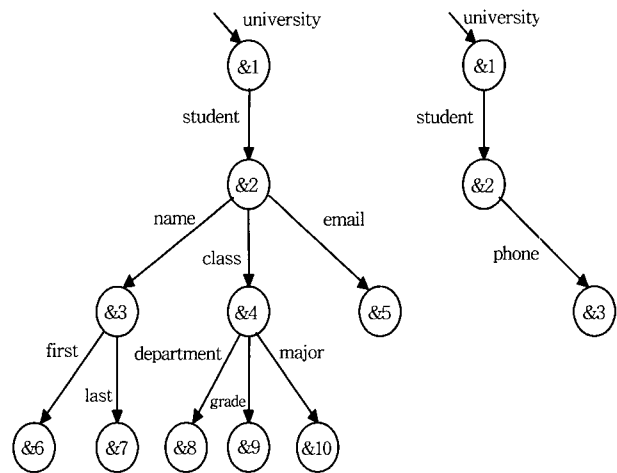 university university
&1 &1
student student
&2 &2
name class email phone
&3 &4 &5 &3
first last department grade major
&6 &7 &8 &9 &10